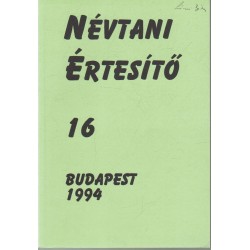 NÉVTANI
ÉRTESÍTŐ
16
BUDAPEST
1994